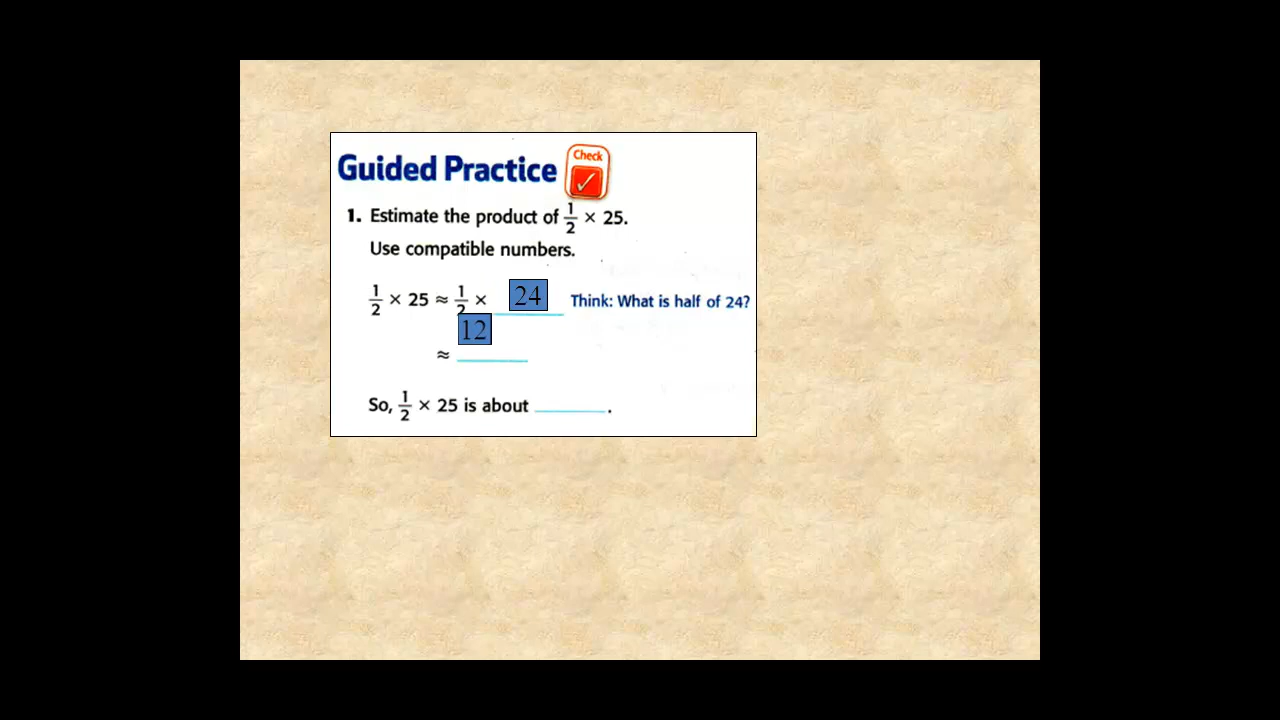 Guided Practice Check
1. Estimate the product of 1/2 × 25.
Use compatible numbers.
1/2 × 25 ≈ 1/2 × 24 Think: What is half of 24?
≈ 12
So, 1/2 × 25 is about ______.